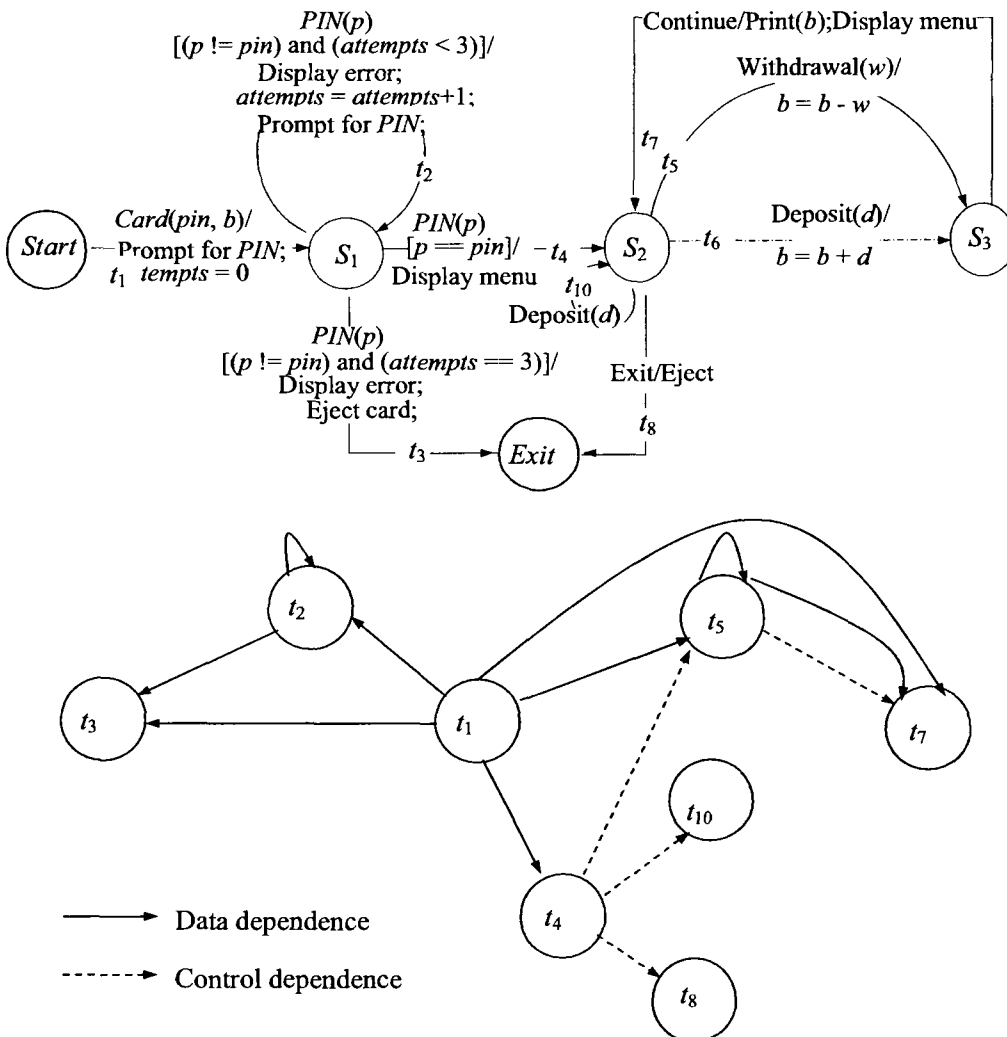 PIN(p)
[(p != pin) and (attempts < 3)]/
Display error;
attempts = attempts+1;
Prompt for PIN;
t2
Continue/Print(b);Display menu
Withdrawal(w)/
b = b - w
t7
t5
Start
Card(pin, b)/
Prompt for PIN;
t1 tempts = 0
S1
PIN(p)
[p == pin]/
t4
Display menu
S2
t6
Deposit(d)/
b = b + d
S3
t10
Deposit(d)
PIN(p)
[(p != pin) and (attempts == 3)]/
Display error;
Eject card;
t3
Exit
Exit/Eject
t8
t2
t5
t3
t1
t7
t10
t4
t8
Data dependence
Control dependence